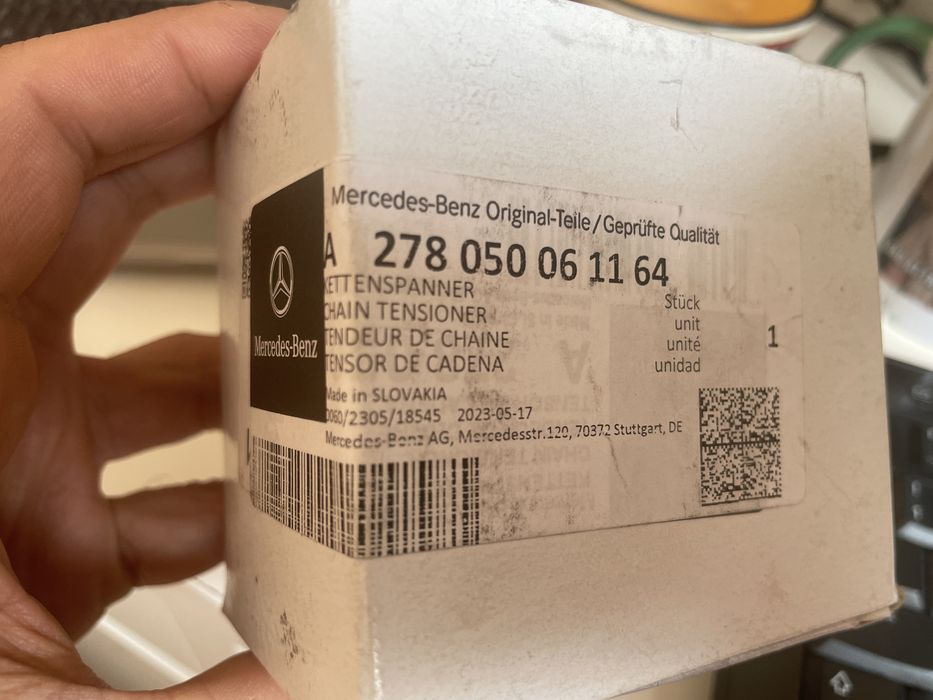 Mercedes-Benz Original-Teile/Geprüfte Qualität
A 278 050 06 11 64
KETTENSPANNER
CHAIN TENSIONER
TENDEUR DE CHAINE
TENSOR DE CADENA
Stück
unit
unité
unidad
1
Mercedes-Benz
Made in SLOVAKIA
0060/2305/18545 2023-05-17
Mercedes-Benz AG, Mercedesstr.120, 70372 Stuttgart, DE